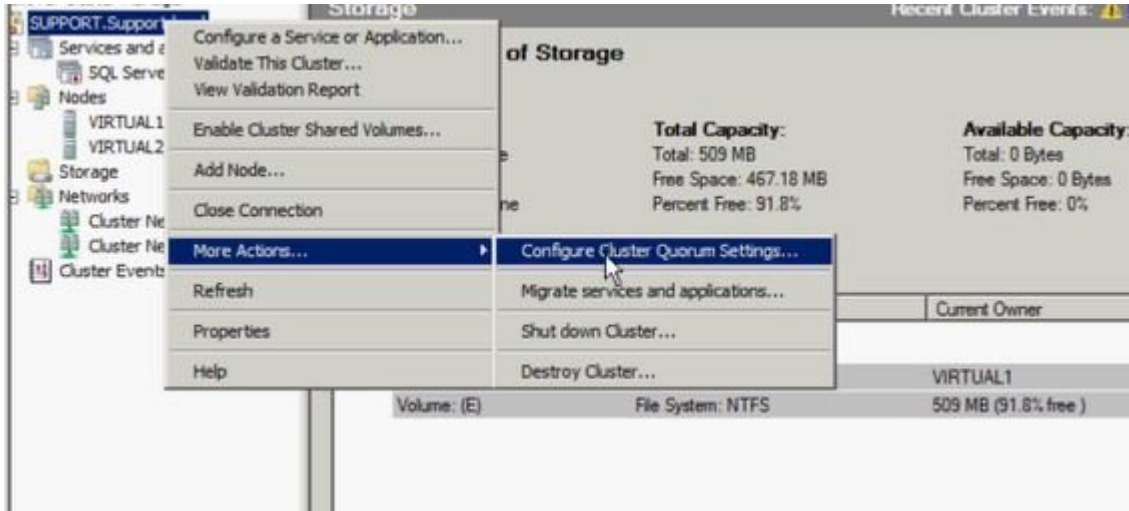 Storage
Recent Cluster Events:
SUPPORT.Support
Services and a
SQL Serve
Nodes
VIRTUAL1
VIRTUAL2
Storage
Networks
Cluster Ne
Cluster Ne
Cluster Events
Configure a Service or Application...
Validate This Cluster...
View Validation Report
Enable Cluster Shared Volumes...
Add Node...
Close Connection
More Actions...
Refresh
Properties
Help
Configure Cluster Quorum Settings...
Migrate services and applications...
Shut down Cluster...
Destroy Cluster...
of Storage
Total Capacity:
Total: 509 MB
Free Space: 467.18 MB
Percent Free: 91.8%
Available Capacity:
Total: 0 Bytes
Free Space: 0 Bytes
Percent Free: 0%
Current Owner
VIRTUAL1
Volume: (E) File System: NTFS 509 MB (91.8% free )